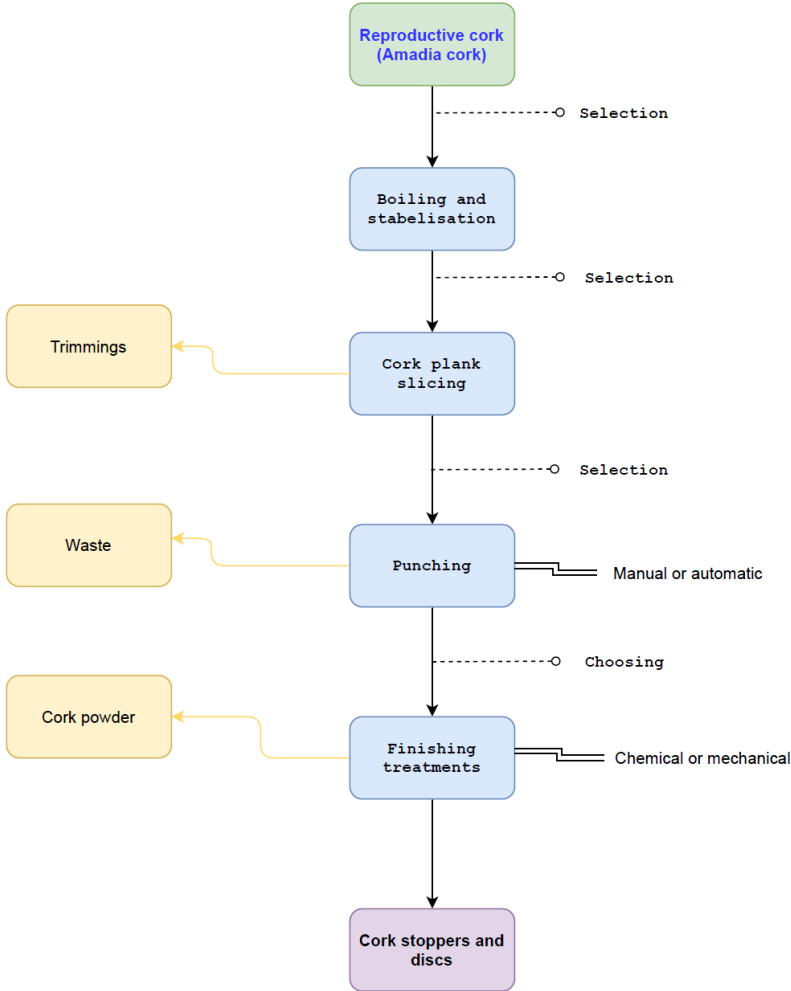 Reproductive cork
(Amadia cork)
Selection
Boiling and
stabelisation
Selection
Trimmings
Cork plank
slicing
Selection
Waste
Punching
Manual or automatic
Choosing
Cork powder
Finishing
treatments
Chemical or mechanical
Cork stoppers and
discs